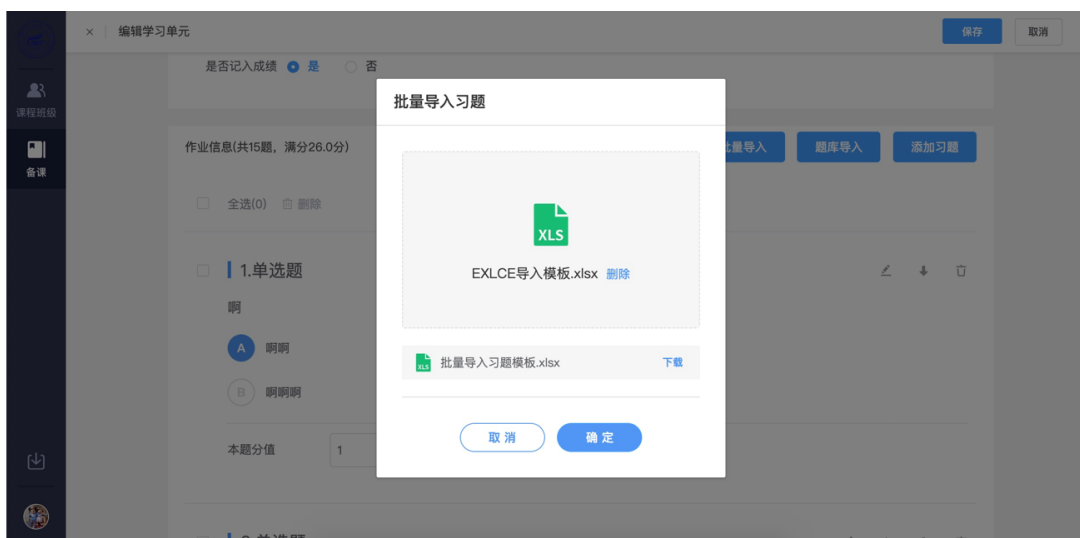 × 编辑学习单元 保存 取消
课程班级
备课
是否记入成绩 是 否
作业信息(共15题，满分26.0分) 批量导入 题库导入 添加习题
全选(0) 删除
1.单选题
啊
A 啊啊
B 啊啊啊
本题分值 1
批量导入习题
XLS
EXLCE导入模板.xlsx 删除
XLS 批量导入习题模板.xlsx 下载
取 消 确 定